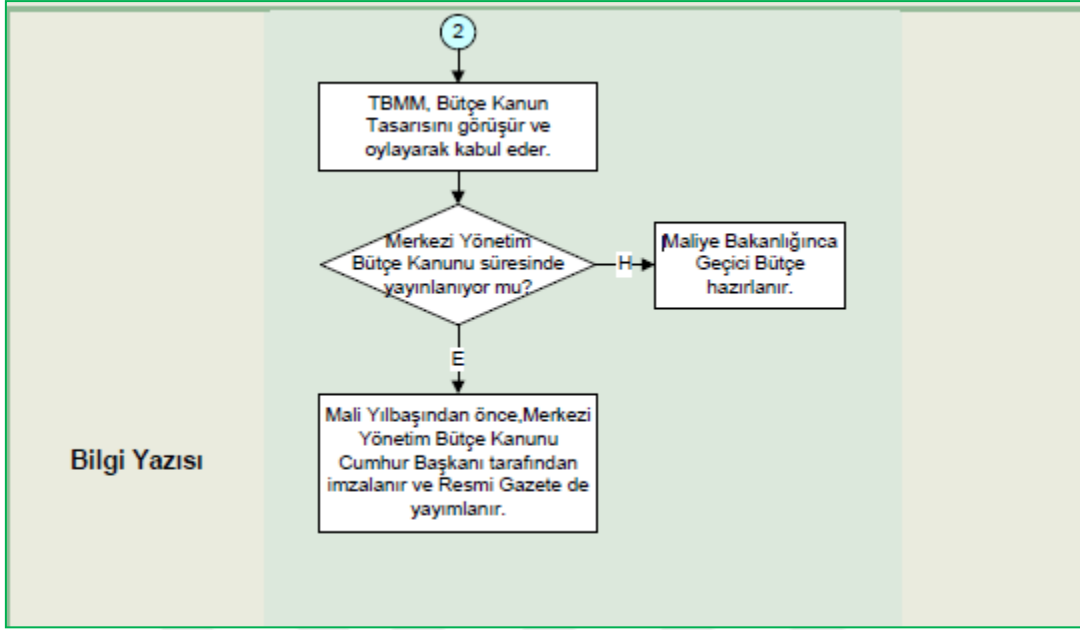 2
TBMM, Bütçe Kanun
Tasarısını görüşür ve
oylayarak kabul eder.
Merkezi Yönetim
Bütçe Kanunu süresinde
yayınlanıyor mu?
H
Maliye Bakanlığınca
Geçici Bütçe
hazırlanır.
E
Mali Yılbaşından önce,Merkezi
Yönetim Bütçe Kanunu
Cumhur Başkanı tarafından
imzalanır ve Resmi Gazete de
yayımlanır.
Bilgi Yazısı